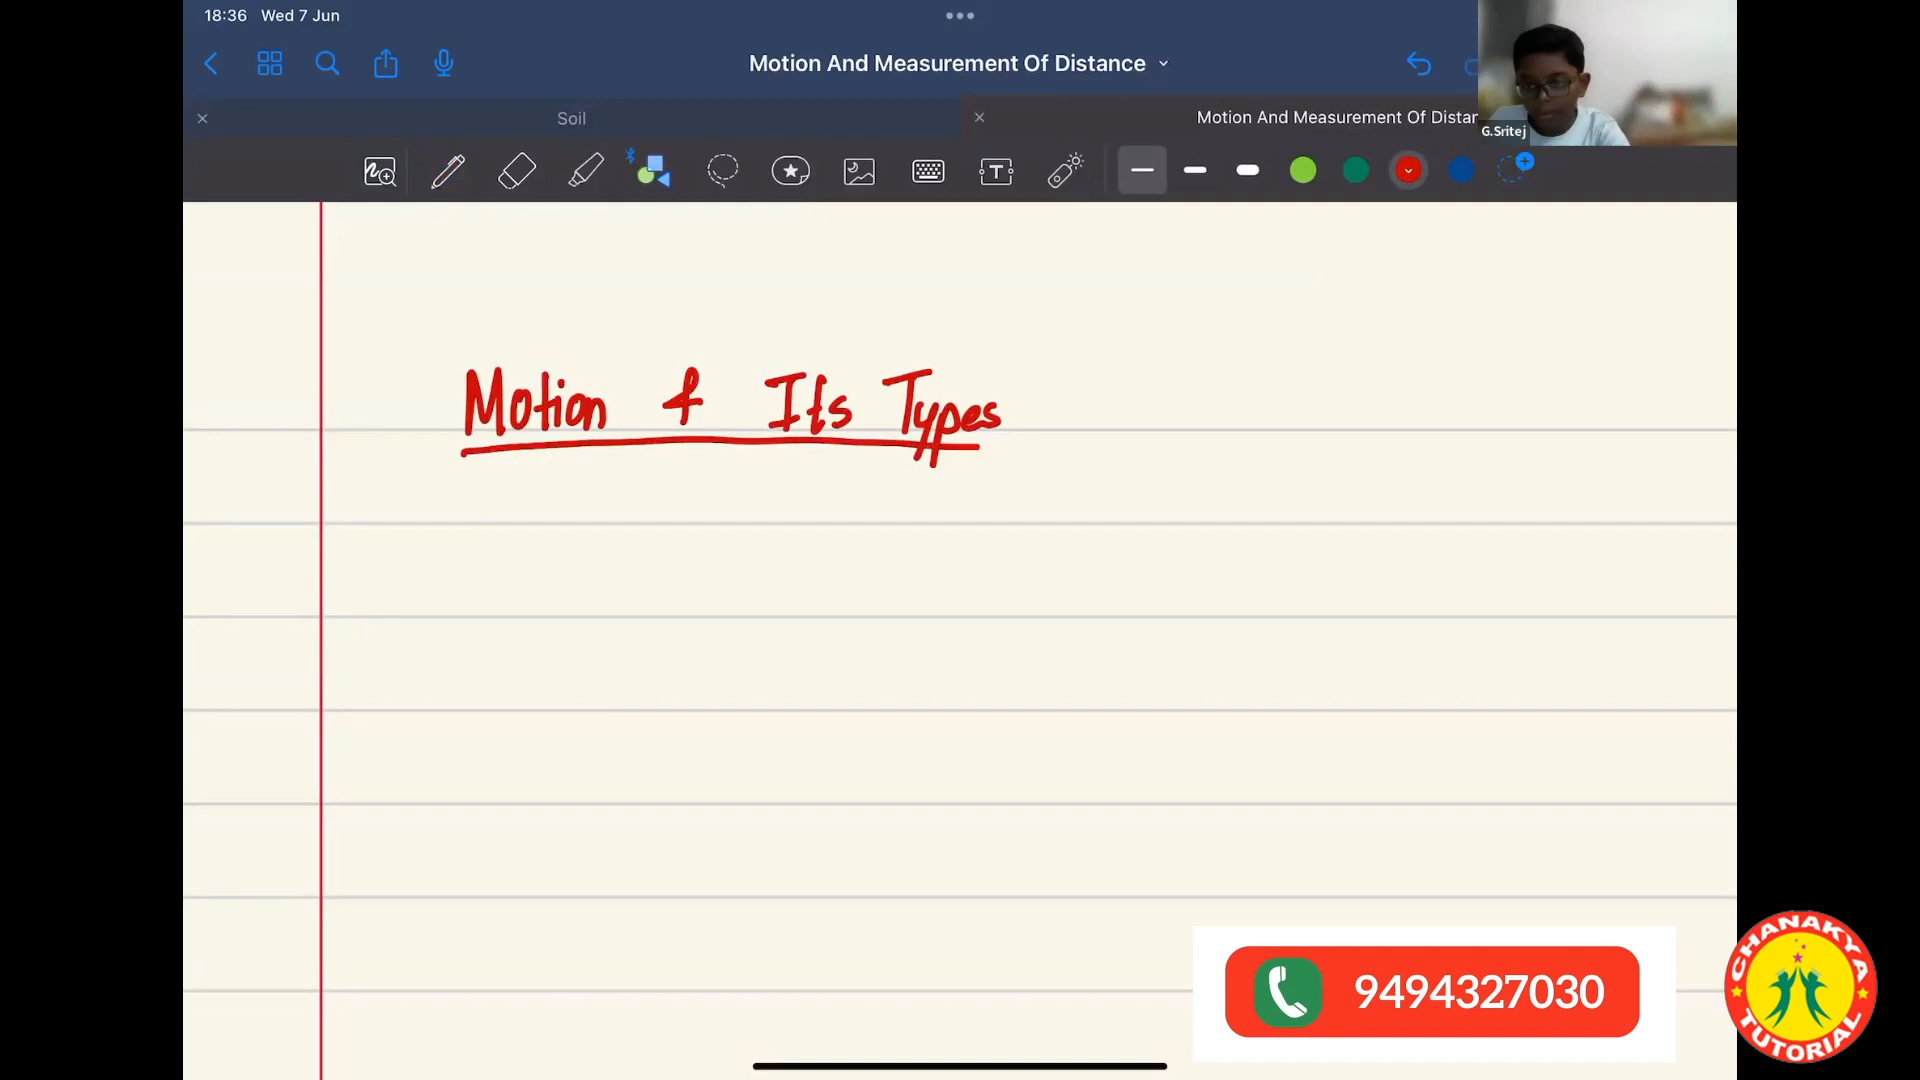 18:36 Wed 7 Jun
Motion And Measurement Of Distance
Soil
Motion And Measurement Of Distan
G.Sritej
T
Motion & Its Types
9494327030
CHANAKYA
TUTORIAL